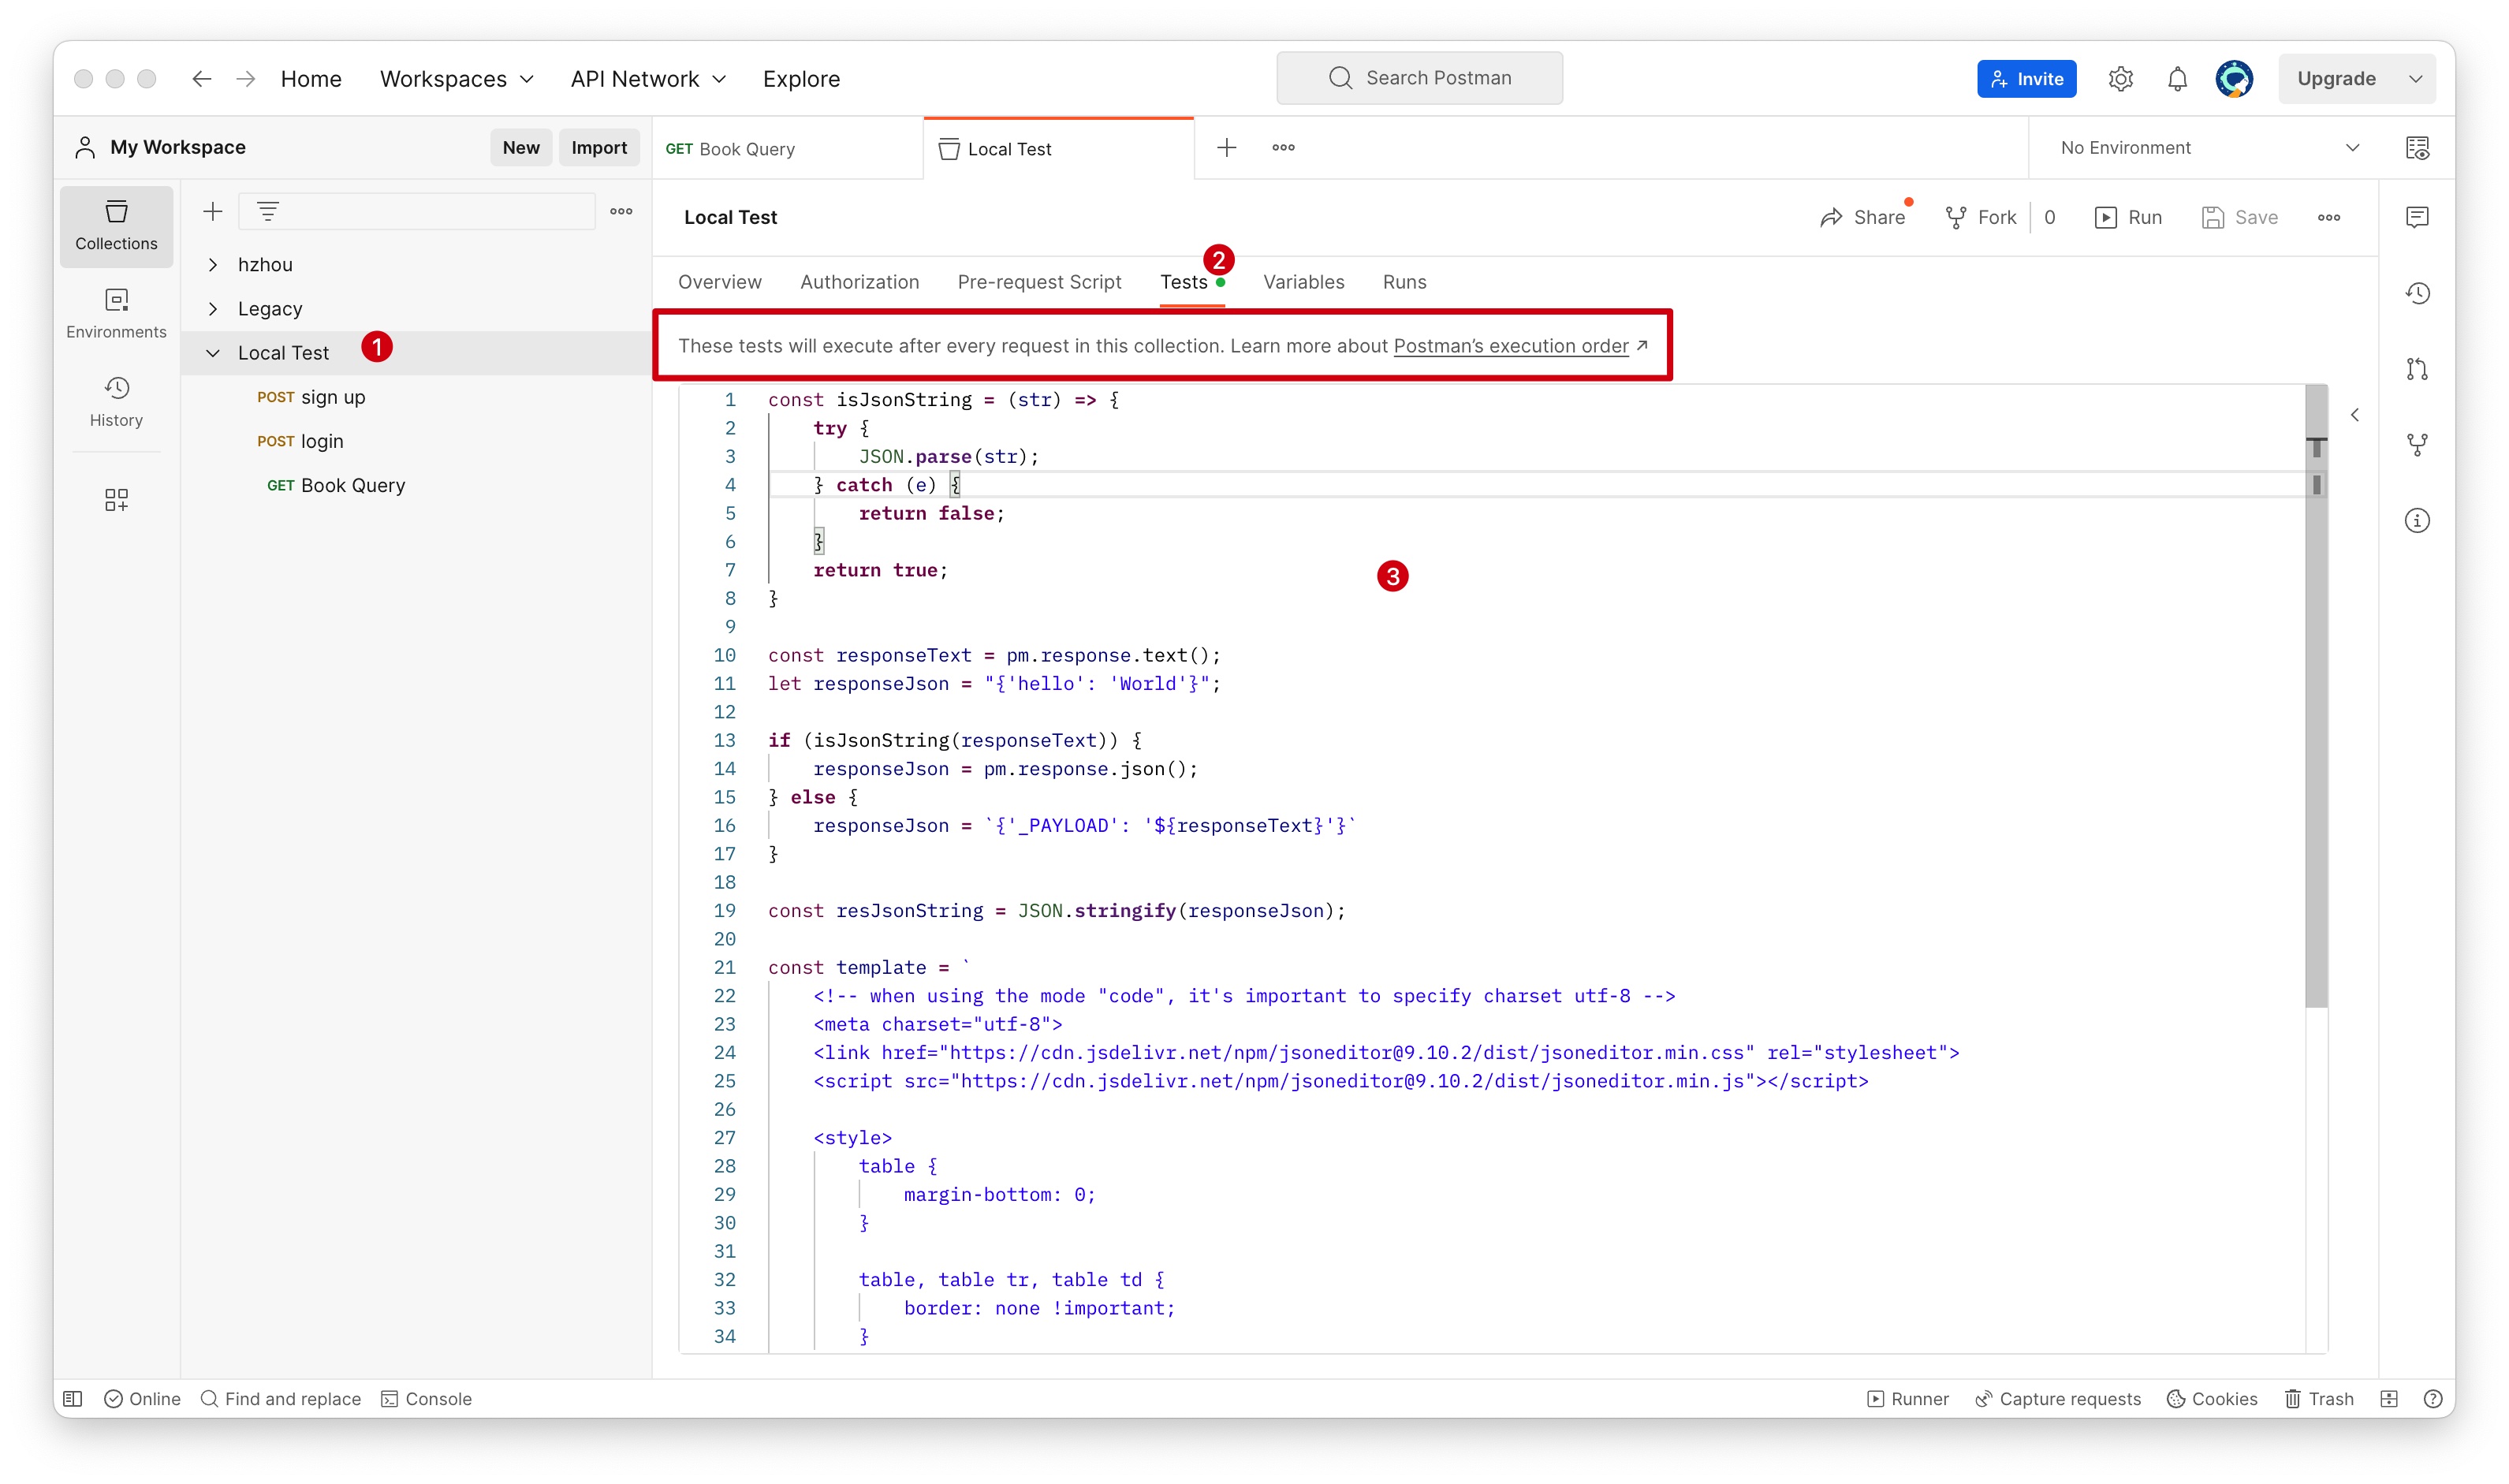 Home Workspaces API Network Explore Search Postman Invite Upgrade
My Workspace New Import GET Book Query Local Test No Environment
Collections
Environments
History
hzhou
Legacy
Local Test 1
POST sign up
POST login
GET Book Query
Local Test Share Fork 0 Run Save
Overview Authorization Pre-request Script Tests 2 Variables Runs
These tests will execute after every request in this collection. Learn more about Postman's execution order ↗
1 const isJsonString = (str) => {
2 try {
3 JSON.parse(str);
4 } catch (e) {
5 return false;
6 }
7 return true;
3
8 }
9
10 const responseText = pm.response.text();
11 let responseJson = "{'hello': 'World'}";
12
13 if (isJsonString(responseText)) {
14 responseJson = pm.response.json();
15 } else {
16 responseJson = `{'_PAYLOAD': '${responseText}'}`
17 }
18
19 const resJsonString = JSON.stringify(responseJson);
20
21 const template = `
22 <!-- when using the mode "code", it's important to specify charset utf-8 -->
23 <meta charset="utf-8">
24 <link href="https://cdn.jsdelivr.net/npm/jsoneditor@9.10.2/dist/jsoneditor.min.css" rel="stylesheet">
25 <script src="https://cdn.jsdelivr.net/npm/jsoneditor@9.10.2/dist/jsoneditor.min.js"></script>
26
27 <style>
28 table {
29 margin-bottom: 0;
30 }
31
32 table, table tr, table td {
33 border: none !important;
34 }
Online Find and replace Console Runner Capture requests Cookies Trash